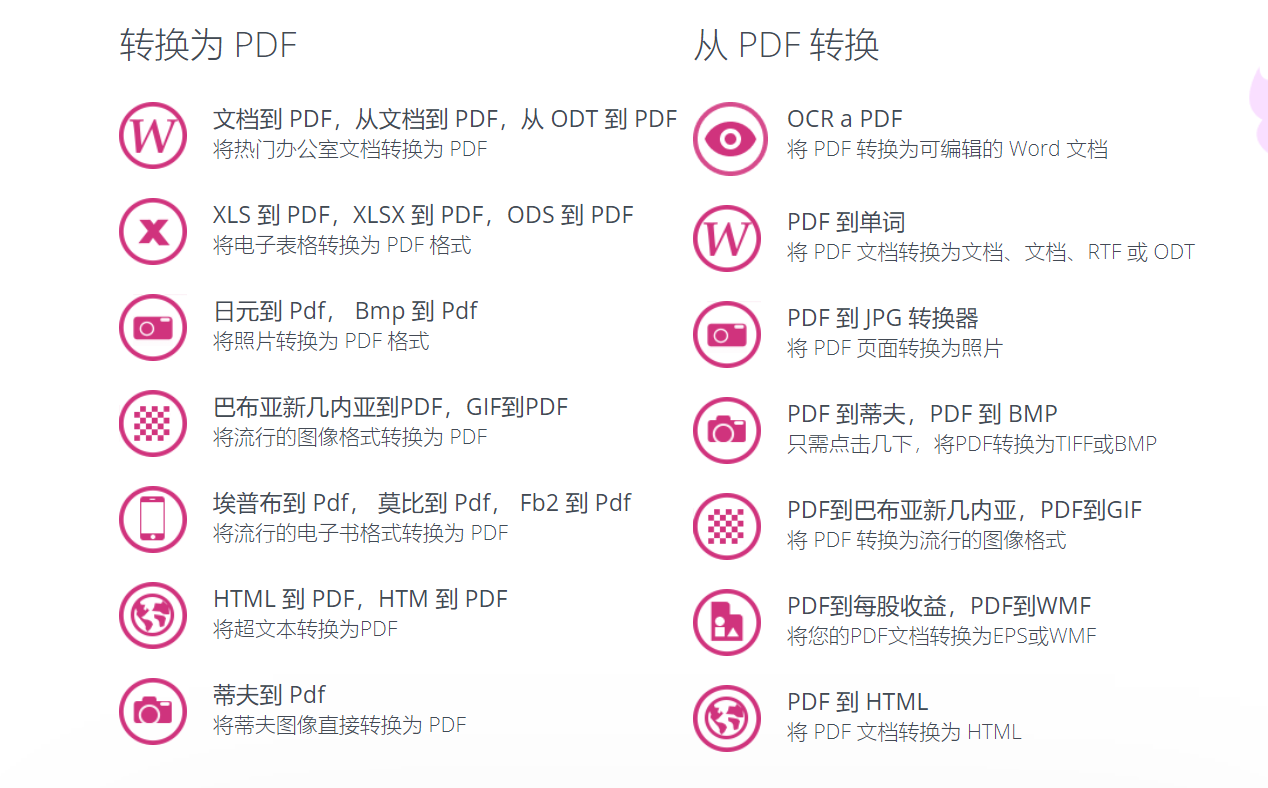 转换为 PDF
文档到 PDF，从文档到 PDF，从 ODT 到 PDF
将热门办公室文档转换为 PDF
XLS 到 PDF，XLSX 到 PDF，ODS 到 PDF
将电子表格转换为 PDF 格式
日元到 Pdf， Bmp 到 Pdf
将照片转换为 PDF 格式
巴布亚新几内亚到PDF，GIF到PDF
将流行的图像格式转换为 PDF
埃普布到 Pdf， 莫比到 Pdf， Fb2 到 Pdf
将流行的电子书格式转换为 PDF
HTML 到 PDF，HTM 到 PDF
将超文本转换为PDF
蒂夫到 Pdf
将蒂夫图像直接转换为 PDF
从 PDF 转换
OCR a PDF
将 PDF 转换为可编辑的 Word 文档
PDF 到单词
将 PDF 文档转换为文档、文档、RTF 或 ODT
PDF 到 JPG 转换器
将 PDF 页面转换为照片
PDF 到蒂夫，PDF 到 BMP
只需点击几下，将PDF转换为TIFF或BMP
PDF到巴布亚新几内亚，PDF到GIF
将 PDF 转换为流行的图像格式
PDF到每股收益，PDF到WMF
将您的PDF文档转换为EPS或WMF
PDF 到 HTML
将 PDF 文档转换为 HTML